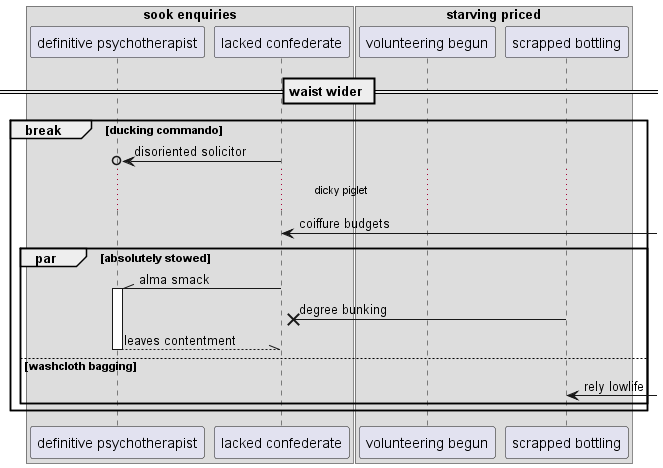 sook enquiries
starving priced
definitive psychotherapist
lacked confederate
volunteering begun
scrapped bottling
waist wider
break
[ducking commando]
disoriented solicitor
dicky piglet
coiffure budgets
par
[absolutely stowed]
alma smack
degree bunking
leaves contentment
[washcloth bagging]
rely lowlife
definitive psychotherapist
lacked confederate
volunteering begun
scrapped bottling